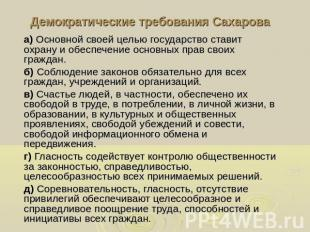 Демократические требования Сахарова
а) Основной своей целью государство ставит
охрану и обеспечение основных прав своих
граждан.
б) Соблюдение законов обязательно для всех
граждан, учреждений и организаций.
в) Счастье людей, в частности, обеспечено их
свободой в труде, в потреблении, в личной жизни, в
образовании, в культурных и общественных
проявлениях, свободой убеждений и совести,
свободой информационного обмена и
передвижения.
г) Гласность содействует контролю общественности
за законностью, справедливостью,
целесообразностью всех принимаемых решений.
д) Соревновательность, гласность, отсутствие
привилегий обеспечивают целесообразное и
справедливое поощрение труда, способностей и
инициативы всех граждан.
PPT4WEB.ru